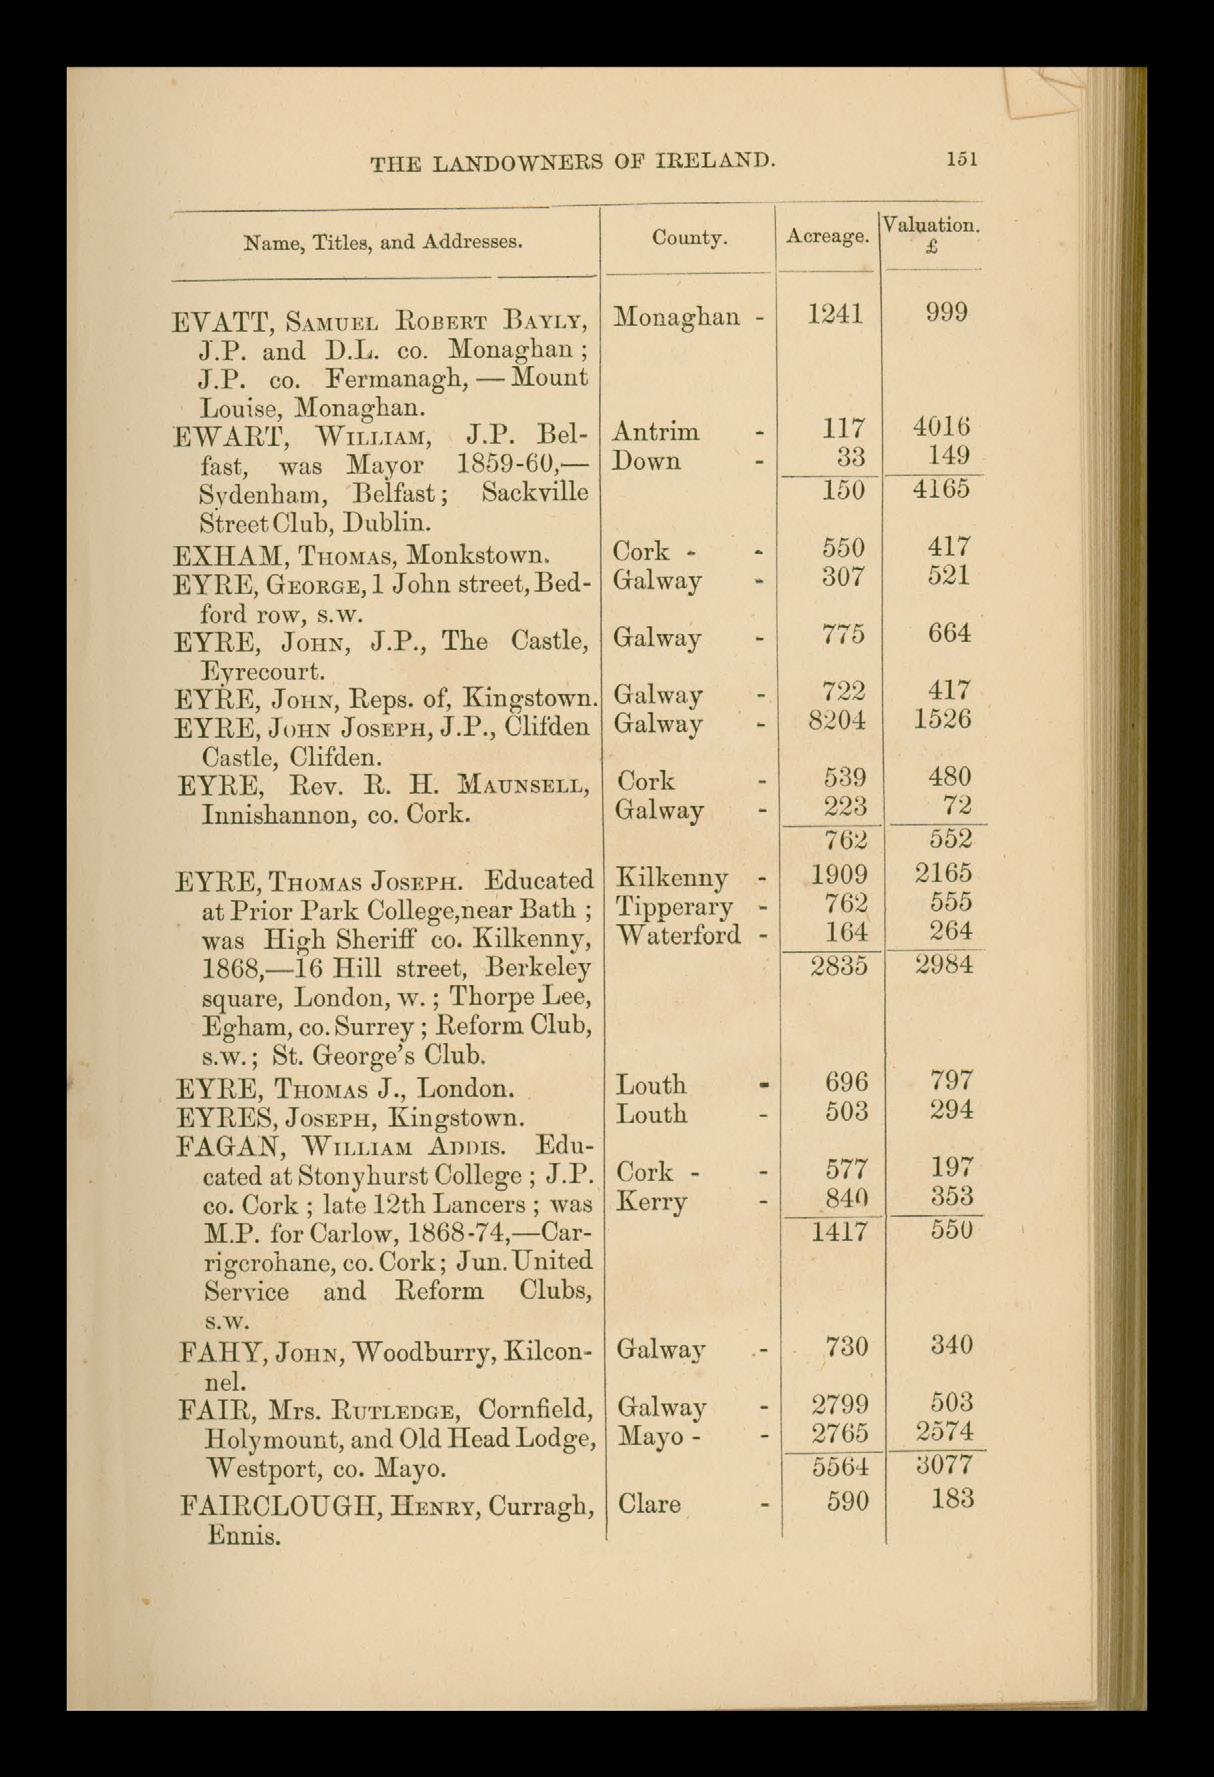 THE LANDOWNERS OF IRELAND. 151
Name, Titles, and Addresses. County. Acreage. Valuation. £
EVATT, SAMUEL ROBERT BAYLY, Monaghan - 1241 999
J.P. and D.L. co. Monaghan ;
J.P. co. Fermanagh, — Mount
Louise, Monaghan.
EWART, WILLIAM, J.P. Bel- Antrim - 117 4016
fast, was Mayor 1859-60,— Down - 33 149
Sydenham, Belfast ; Sackville 150 4165
Street Club, Dublin.
EXHAM, THOMAS, Monkstown. Cork - - 550 417
EYRE, GEORGE, 1 John street, Bed- Galway - 307 521
ford row, S.W.
EYRE, JOHN, J.P., The Castle, Galway - 775 664
Eyrecourt.
EYRE, JOHN, Reps. of, Kingstown. Galway - 722 417
EYRE, JOHN JOSEPH, J.P., Clifden Galway - 8204 1526
Castle, Clifden.
EYRE, Rev. R. H. MAUNSELL, Cork - 539 480
Innishannon, co. Cork. Galway - 223 72
762 552
EYRE, THOMAS JOSEPH. Educated Kilkenny - 1909 2165
at Prior Park College,near Bath ; Tipperary - 762 555
was High Sheriff co. Kilkenny, Waterford - 164 264
1868,—16 Hill street, Berkeley 2835 2984
square, London, W. ; Thorpe Lee,
Egham, co. Surrey ; Reform Club,
S.W. ; St. George's Club.
EYRE, THOMAS J., London. Louth - 696 797
EYRES, JOSEPH, Kingstown. Louth - 503 294
FAGAN, WILLIAM ADDIS. Edu-
cated at Stonyhurst College ; J.P. Cork - - 577 197
co. Cork ; late 12th Lancers ; was Kerry - 840 353
M.P. for Carlow, 1868-74,—Car- 1417 550
rigcrohane, co. Cork ; Jun. United
Service and Reform Clubs,
S.W.
FAHY, JOHN, Woodburry, Kilcon- Galway - 730 340
nel.
FAIR, Mrs. RUTLEDGE, Cornfield, Galway - 2799 503
Holymount, and Old Head Lodge, Mayo - - 2765 2574
Westport, co. Mayo. 5564 3077
FAIRCLOUGH, HENRY, Curragh, Clare - 590 183
Ennis.